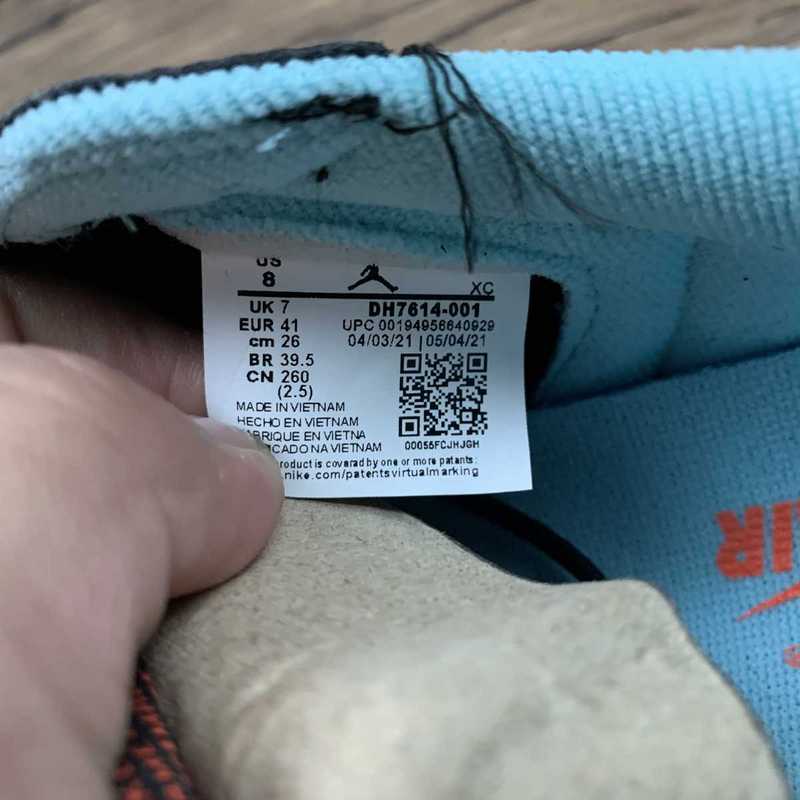 US
8
XC
UK 7
DH7614-001
EUR 41
UPC 00194956640929
cm 26
04/03/21 | 05/04/21
BR 39.5
CN 260
(2.5)
MADE IN VIETNAM
HECHO EN VIETNAM
ABRIQUE EN VIETNA
ICADO NA VIETNAM
00055FCJHJGH
roduct is covered by one or more patents:
.nike.com/patentsvirtualmarking
IR